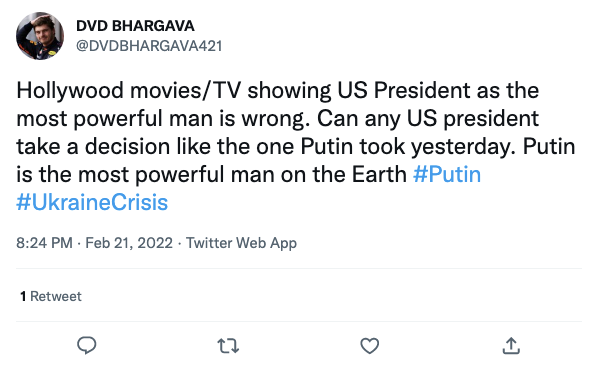 DVD BHARGAVA
@DVDBHARGAVA421
Hollywood movies/TV showing US President as the
most powerful man is wrong. Can any US president
take a decision like the one Putin took yesterday. Putin
is the most powerful man on the Earth #Putin
#UkraineCrisis
8:24 PM · Feb 21, 2022 · Twitter Web App
1 Retweet